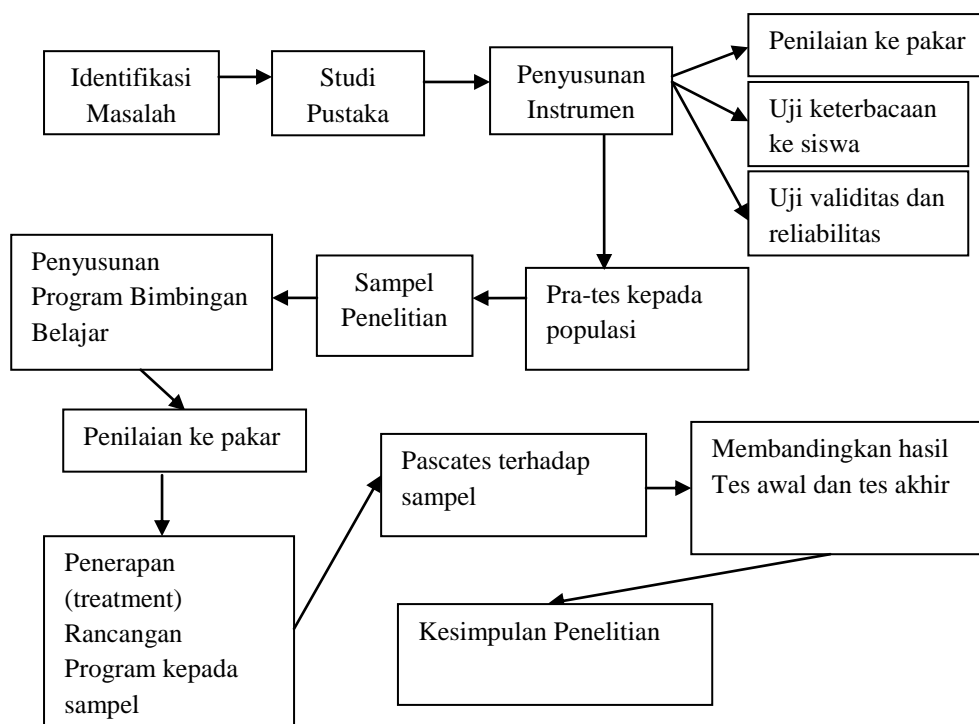 Identifikasi
Masalah
Studi
Pustaka
Penyusunan
Instrumen
Penilaian ke pakar
Uji keterbacaan
ke siswa
Uji validitas dan
reliabilitas
Pra-tes kepada
populasi
Sampel
Penelitian
Penyusunan
Program Bimbingan
Belajar
Penilaian ke pakar
Penerapan
(treatment)
Rancangan
Program kepada
sampel
Pascates terhadap
sampel
Membandingkan hasil
Tes awal dan tes akhir
Kesimpulan Penelitian